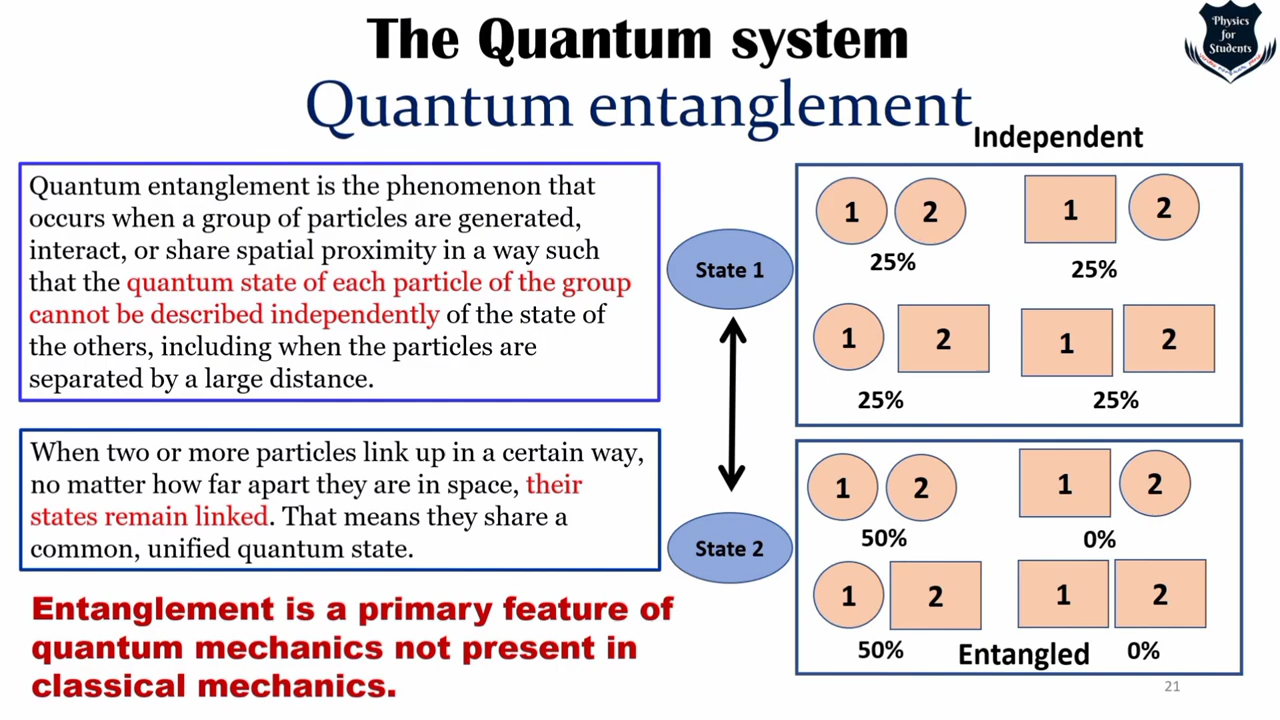 The Quantum system
Quantum entanglement
Physics
for
Students
Quantum entanglement is the phenomenon that
occurs when a group of particles are generated,
interact, or share spatial proximity in a way such
that the quantum state of each particle of the group
cannot be described independently of the state of
the others, including when the particles are
separated by a large distance.
When two or more particles link up in a certain way,
no matter how far apart they are in space, their
states remain linked. That means they share a
common, unified quantum state.
Entanglement is a primary feature of
quantum mechanics not present in
classical mechanics.
State 1
State 2
Independent
1 2 1 2
25% 25%
1 2 1 2
25% 25%
1 2 1 2
50% 0%
1 2 1 2
50% Entangled 0%
21